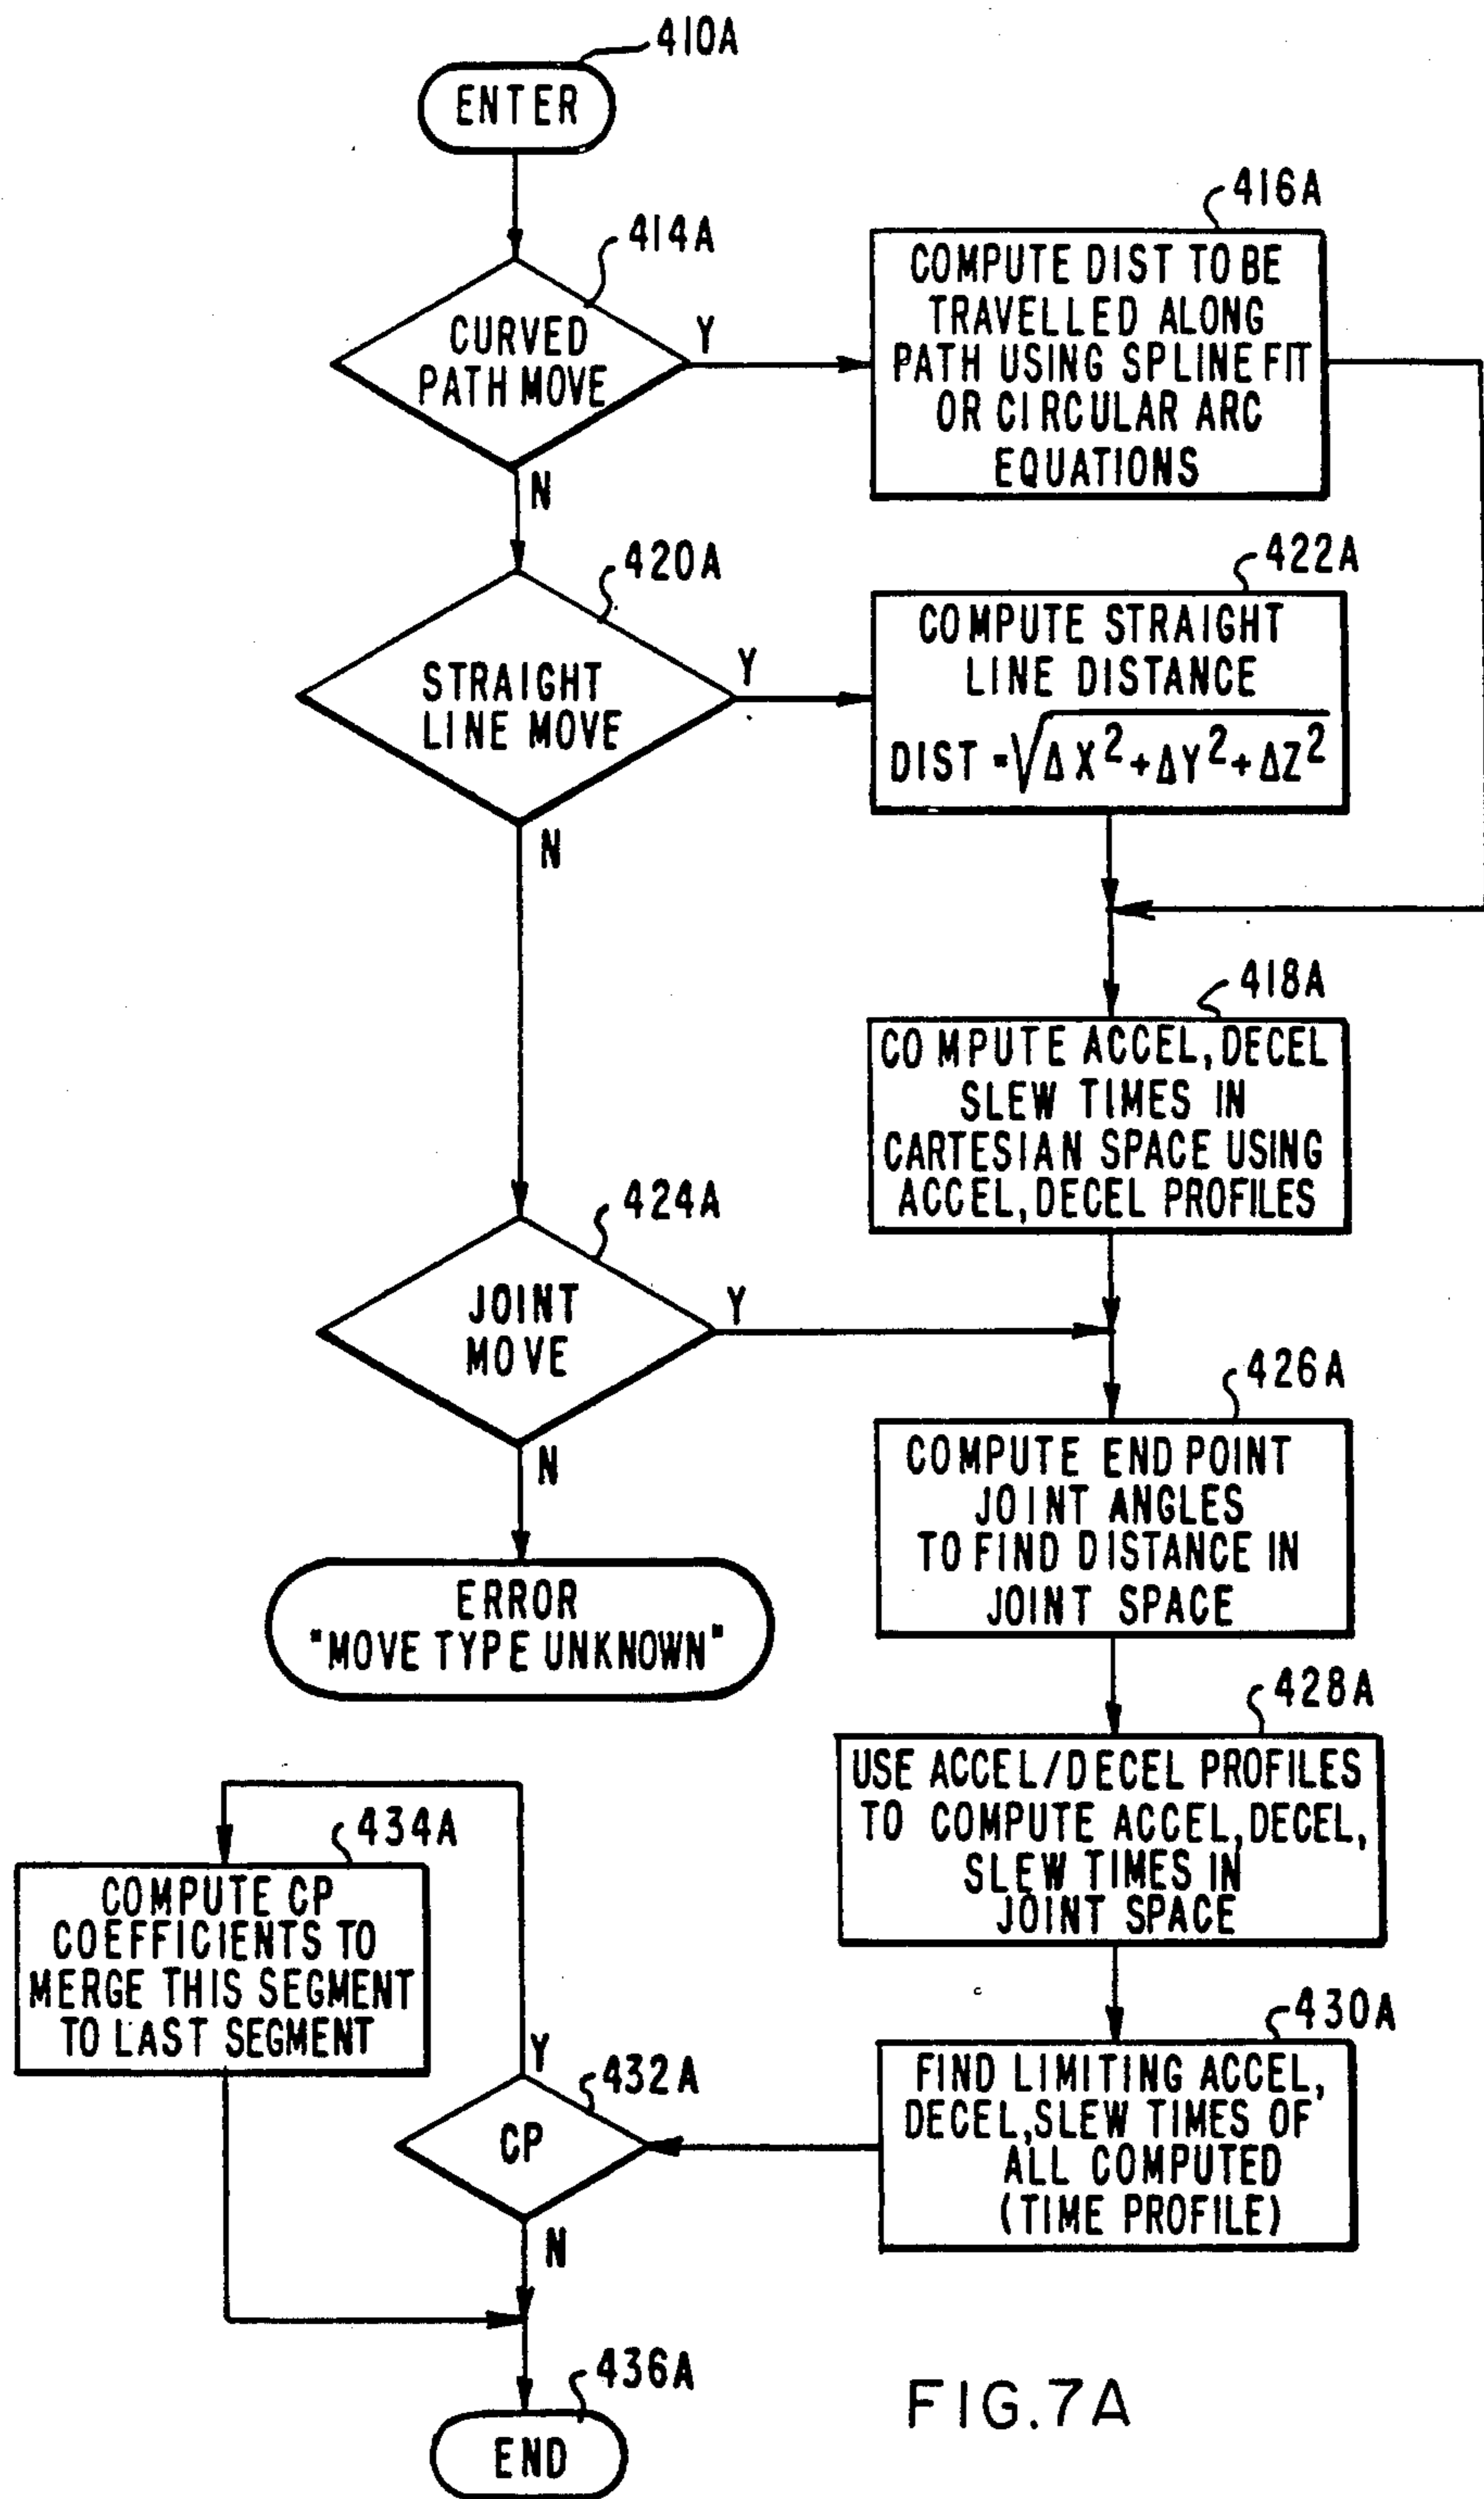 410A
ENTER
414A
CURVED
PATH MOVE
Y
N
416A
COMPUTE DIST TO BE
TRAVELLED ALONG
PATH USING SPLINE FIT
OR CIRCULAR ARC
EQUATIONS
420A
STRAIGHT
LINE MOVE
Y
N
422A
COMPUTE STRAIGHT
LINE DISTANCE
DIST = √ΔX²+ΔY²+ΔZ²
418A
COMPUTE ACCEL, DECEL
SLEW TIMES IN
CARTESIAN SPACE USING
ACCEL, DECEL PROFILES
424A
JOINT
MOVE
Y
N
ERROR
"MOVE TYPE UNKNOWN"
426A
COMPUTE END POINT
JOINT ANGLES
TO FIND DISTANCE IN
JOINT SPACE
428A
USE ACCEL/DECEL PROFILES
TO COMPUTE ACCEL, DECEL,
SLEW TIMES IN
JOINT SPACE
430A
FIND LIMITING ACCEL,
DECEL, SLEW TIMES OF
ALL COMPUTED
(TIME PROFILE)
432A
CP
Y
N
434A
COMPUTE CP
COEFFICIENTS TO
MERGE THIS SEGMENT
TO LAST SEGMENT
436A
END
FIG. 7A